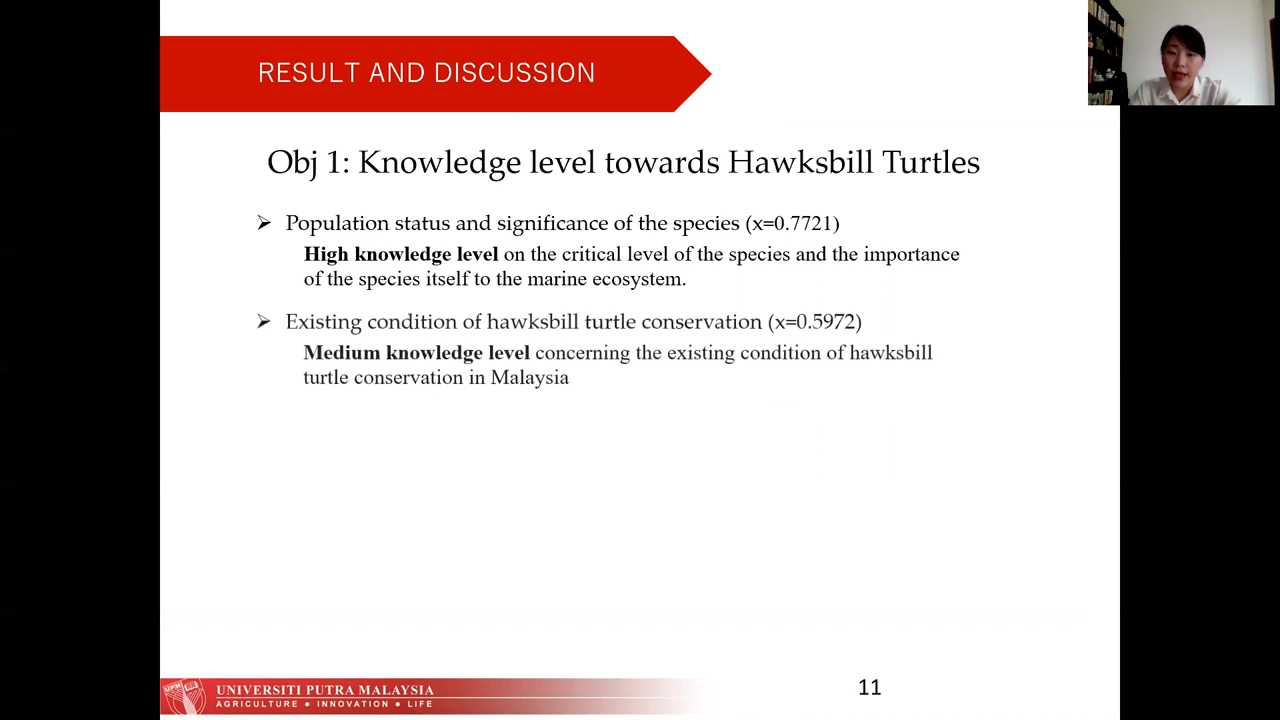 RESULT AND DISCUSSION
Obj 1: Knowledge level towards Hawksbill Turtles
➢ Population status and significance of the species (x=0.7721)
High knowledge level on the critical level of the species and the importance
of the species itself to the marine ecosystem.
➢ Existing condition of hawksbill turtle conservation (x=0.5972)
Medium knowledge level concerning the existing condition of hawksbill
turtle conservation in Malaysia
UPM
UNIVERSITI PUTRA MALAYSIA
AGRICULTURE • INNOVATION • LIFE
11